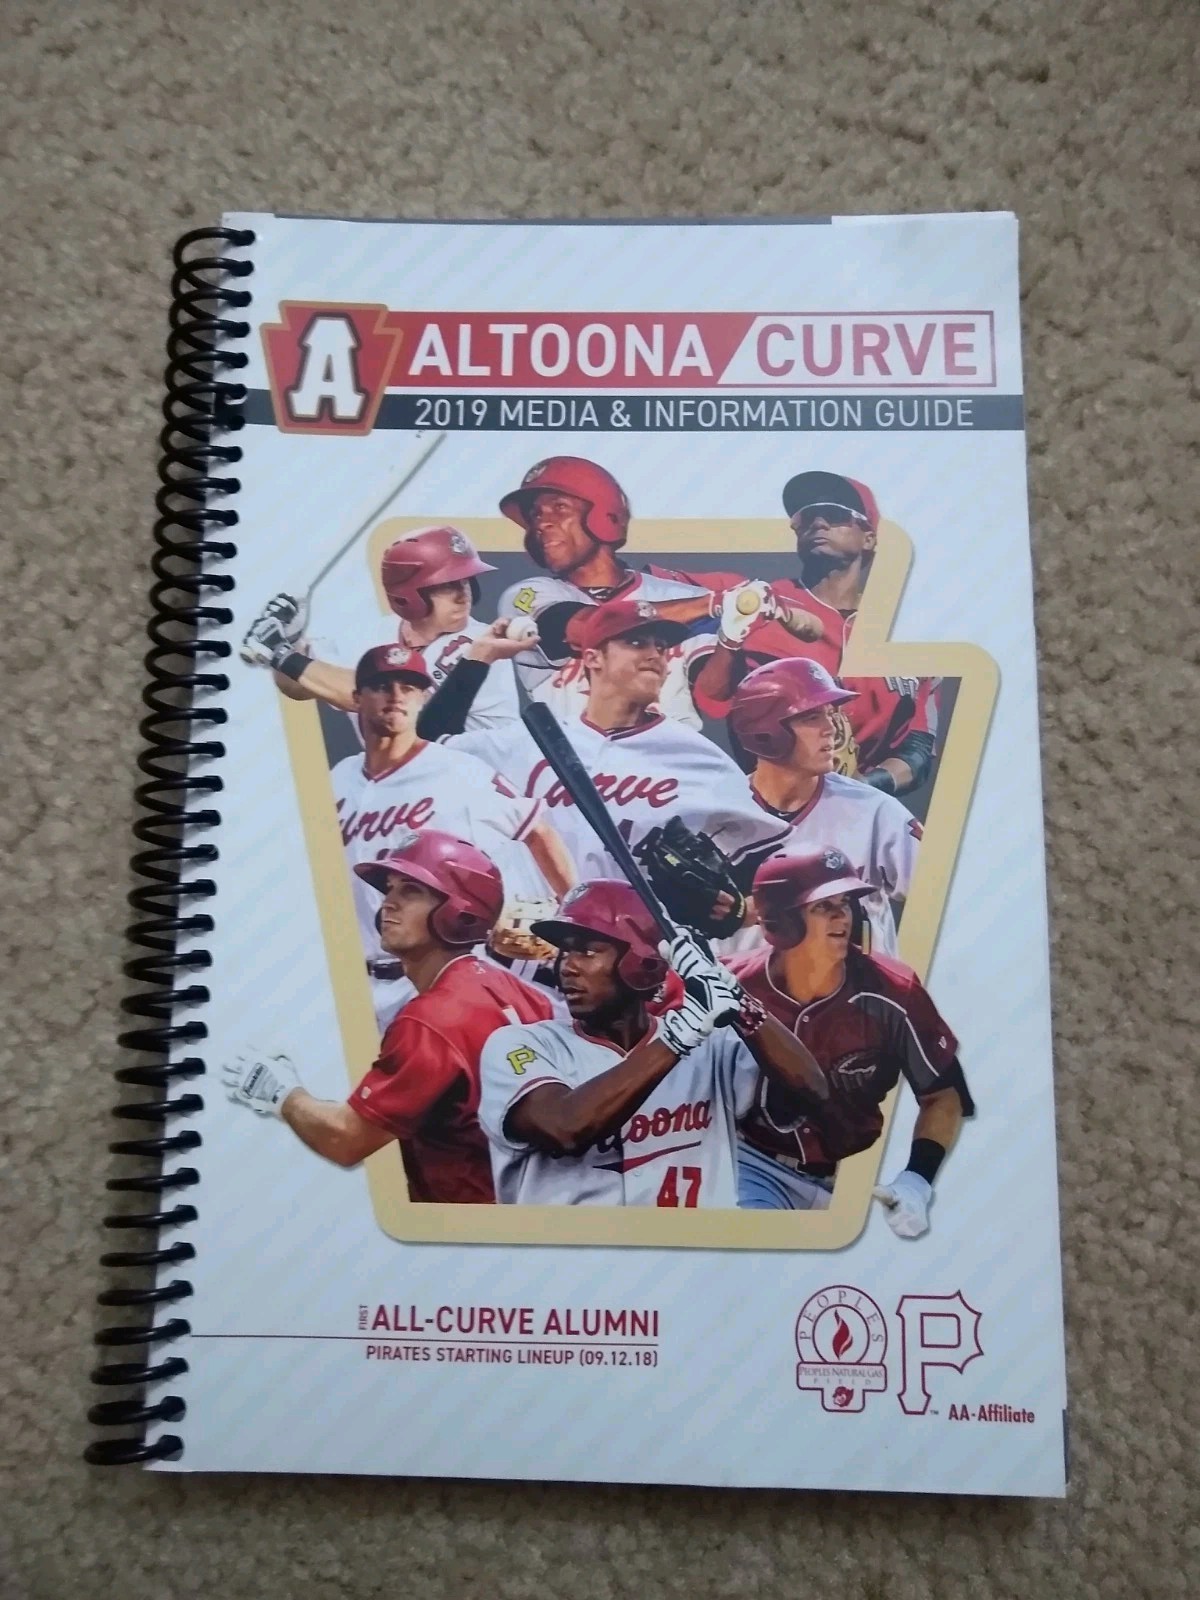 A ALTOONA CURVE
2019 MEDIA & INFORMATION GUIDE
Curve
Curve
Altoona
47
FIRST ALL-CURVE ALUMNI
PIRATES STARTING LINEUP (09.12.18)
PEOPLES
PEOPLES NATURAL GAS
FIELD
P
™ AA-Affiliate